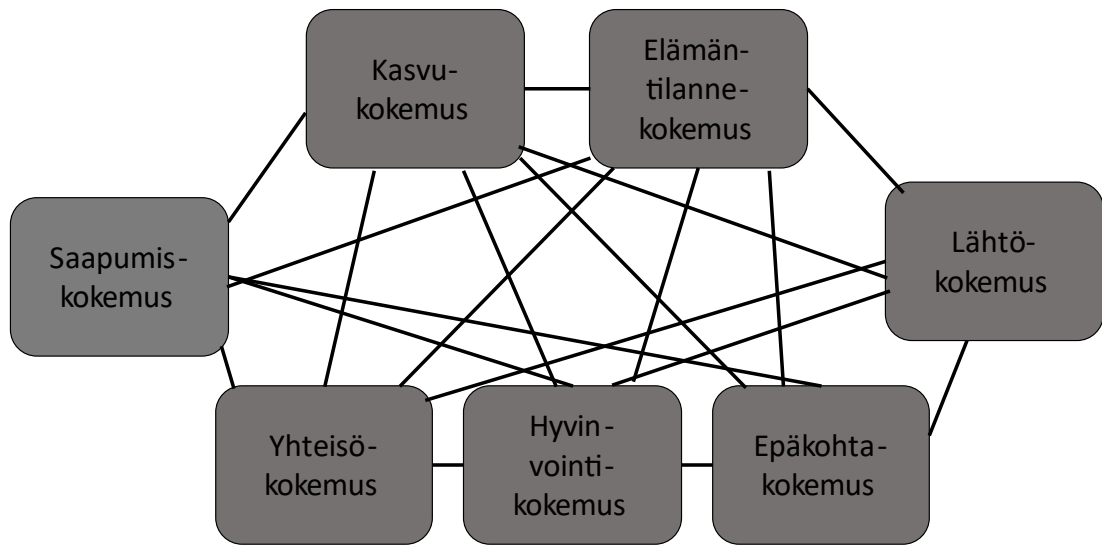 Kasvu-
kokemus
Elämän-
tilanne-
kokemus
Saapumis-
kokemus
Lähtö-
kokemus
Yhteisö-
kokemus
Hyvin-
vointi-
kokemus
Epäkohta-
kokemus